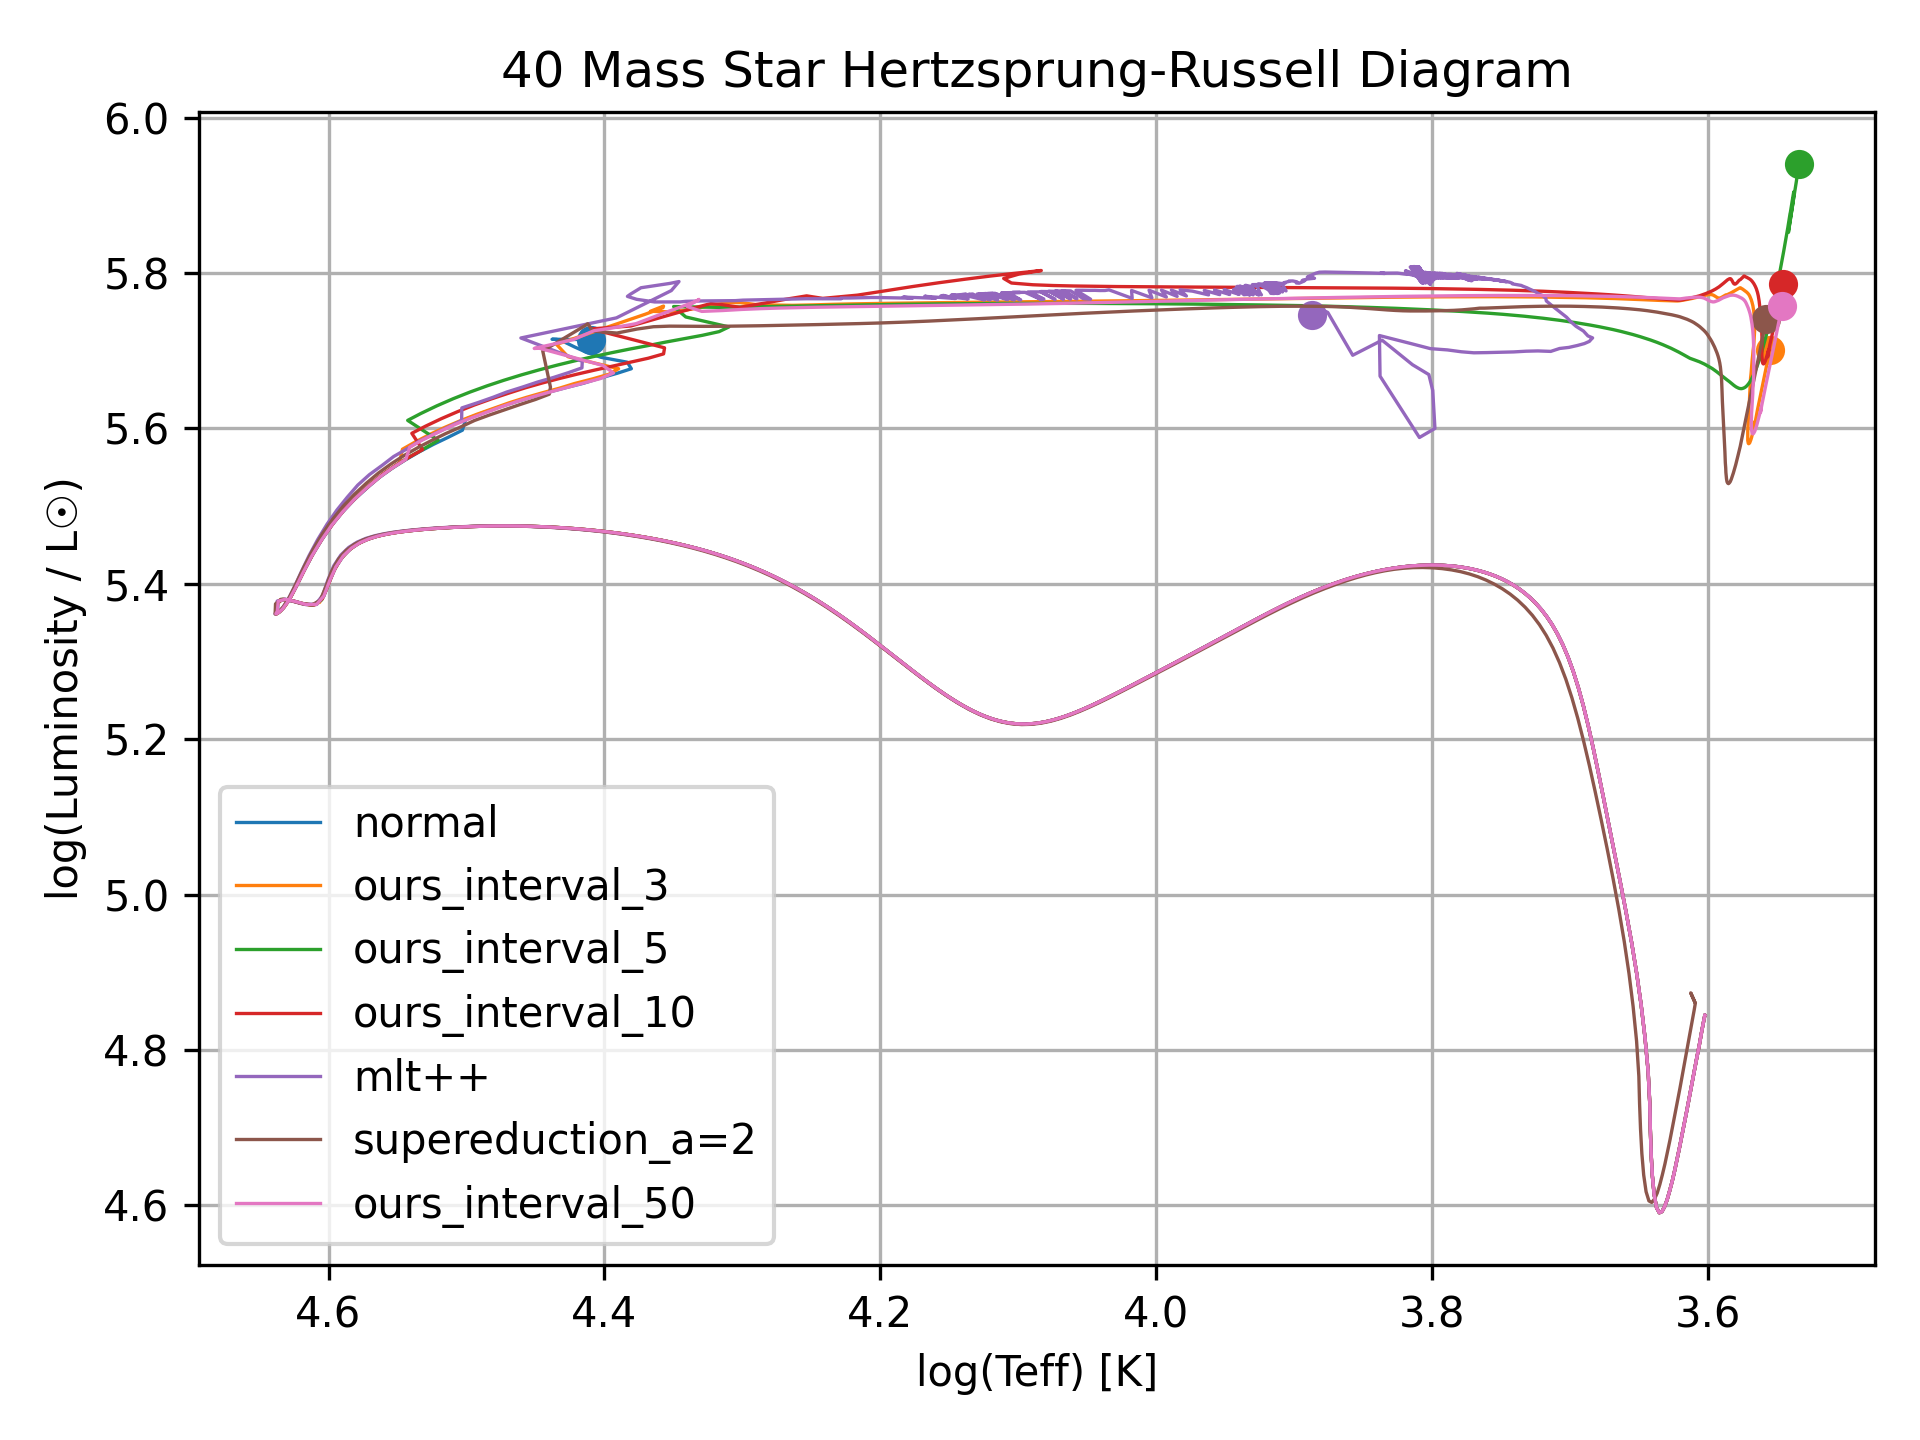 40 Mass Star Hertzsprung-Russell Diagram
log(Luminosity / L☉)
6.0
5.8
5.6
5.4
5.2
5.0
4.8
4.6
normal
ours_interval_3
ours_interval_5
ours_interval_10
mlt++
supereduction_a=2
ours_interval_50
4.6 4.4 4.2 4.0 3.8 3.6
log(Teff) [K]